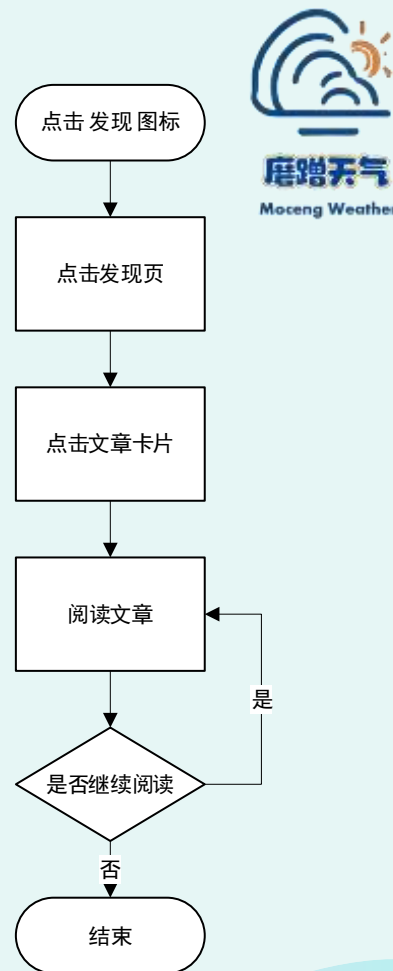 点击 发现 图标
磨蹭天气
Moceng Weather
点击发现页
点击文章卡片
阅读文章
是
是否继续阅读
否
结束